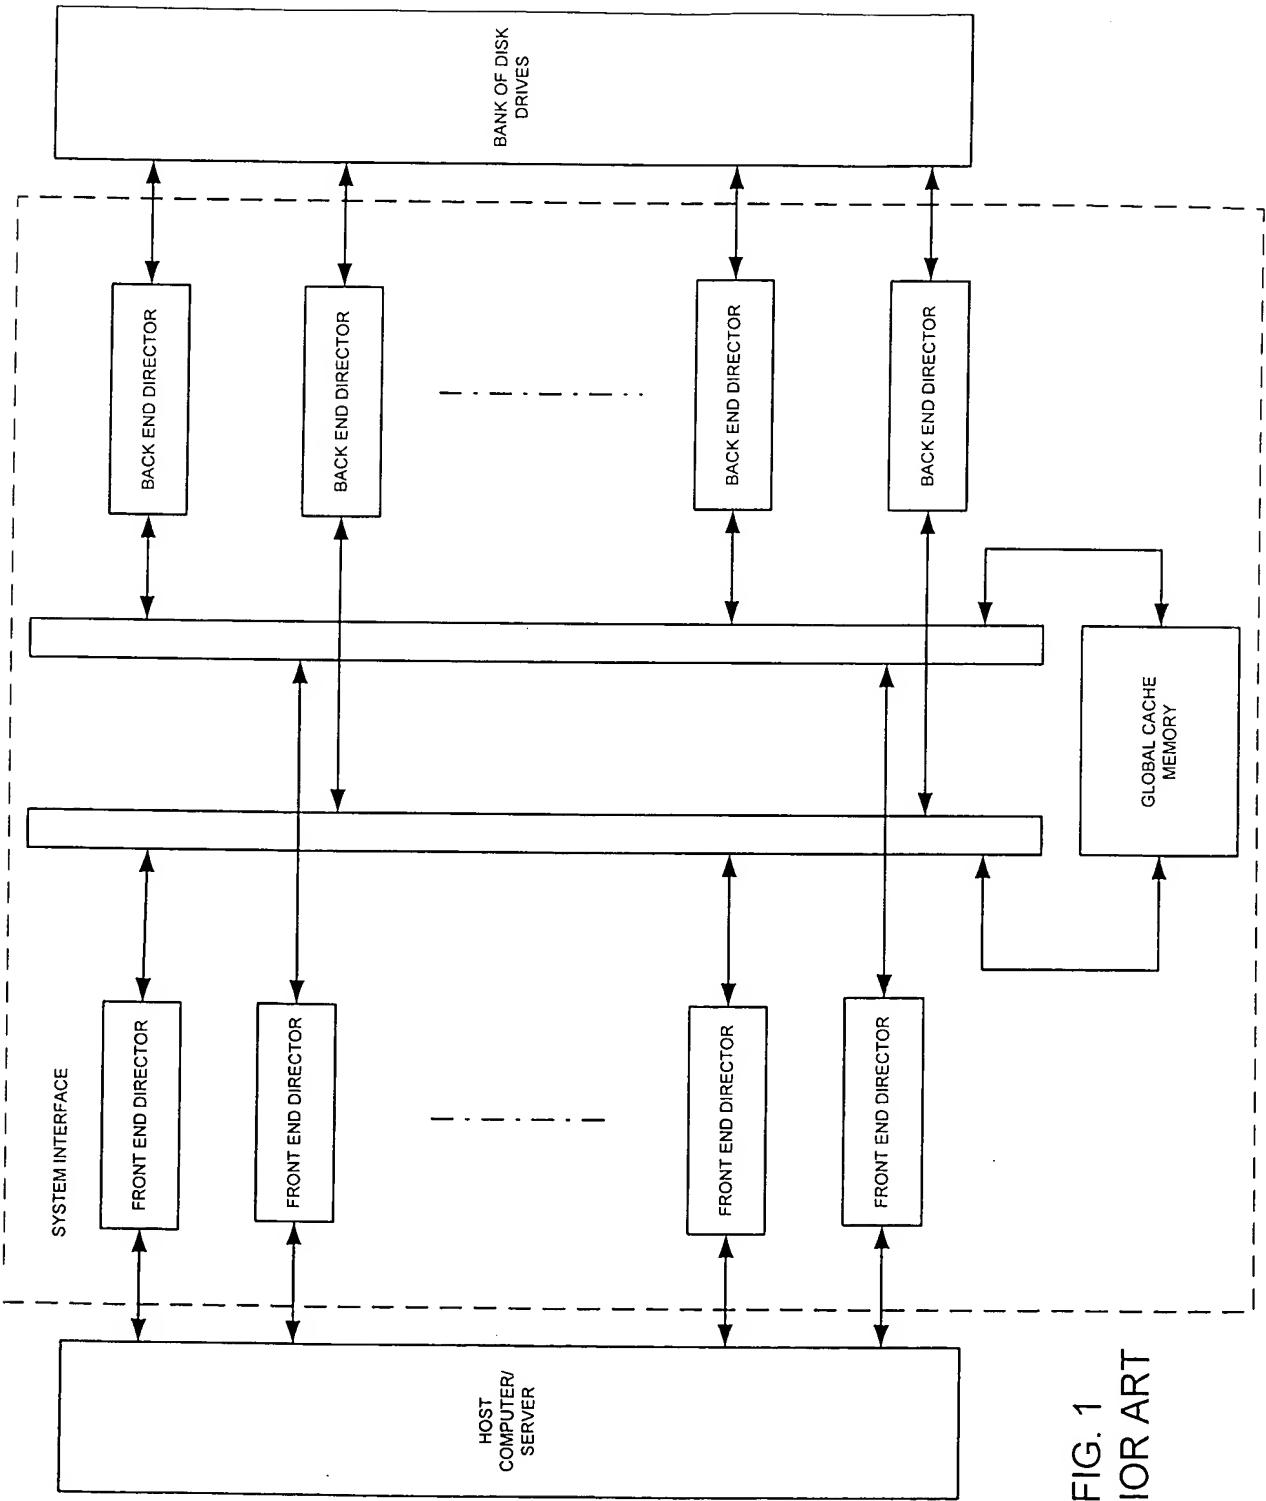 SYSTEM INTERFACE
HOST
COMPUTER/
SERVER
FRONT END DIRECTOR
FRONT END DIRECTOR
FRONT END DIRECTOR
FRONT END DIRECTOR
BACK END DIRECTOR
BACK END DIRECTOR
BACK END DIRECTOR
BACK END DIRECTOR
BANK OF DISK
DRIVES
GLOBAL CACHE
MEMORY
FIG. 1
IOR ART